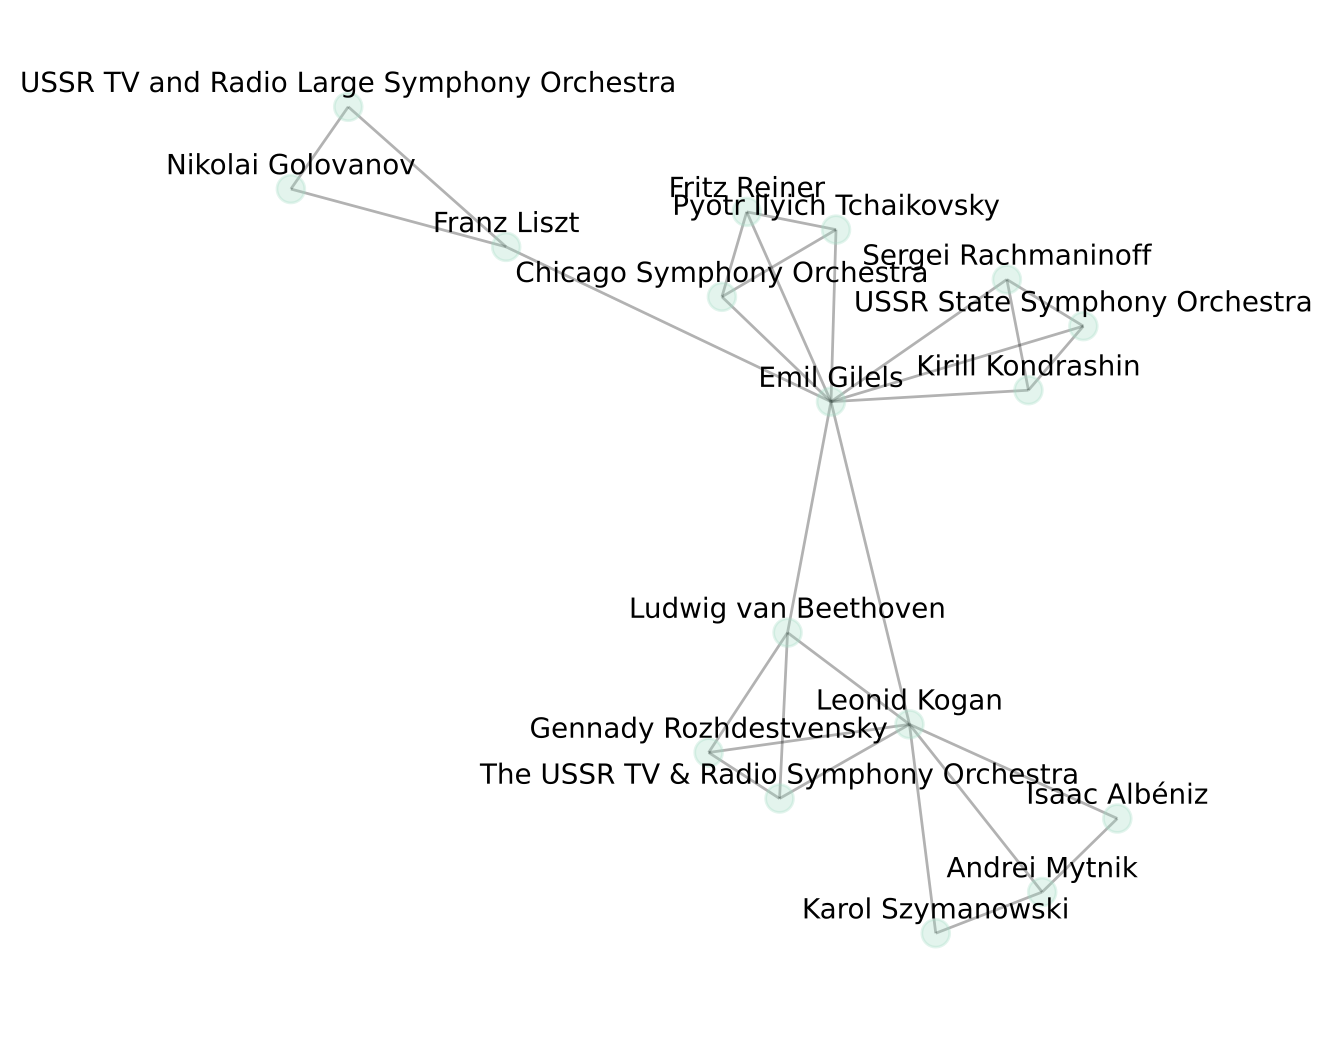 USSR TV and Radio Large Symphony Orchestra
Nikolai Golovanov
Fritz Reiner
Pyotr Ilyich Tchaikovsky
Franz Liszt
Sergei Rachmaninoff
Chicago Symphony Orchestra
USSR State Symphony Orchestra
Kirill Kondrashin
Emil Gilels
Ludwig van Beethoven
Leonid Kogan
Gennady Rozhdestvensky
The USSR TV & Radio Symphony Orchestra
Isaac Albéniz
Andrei Mytnik
Karol Szymanowski